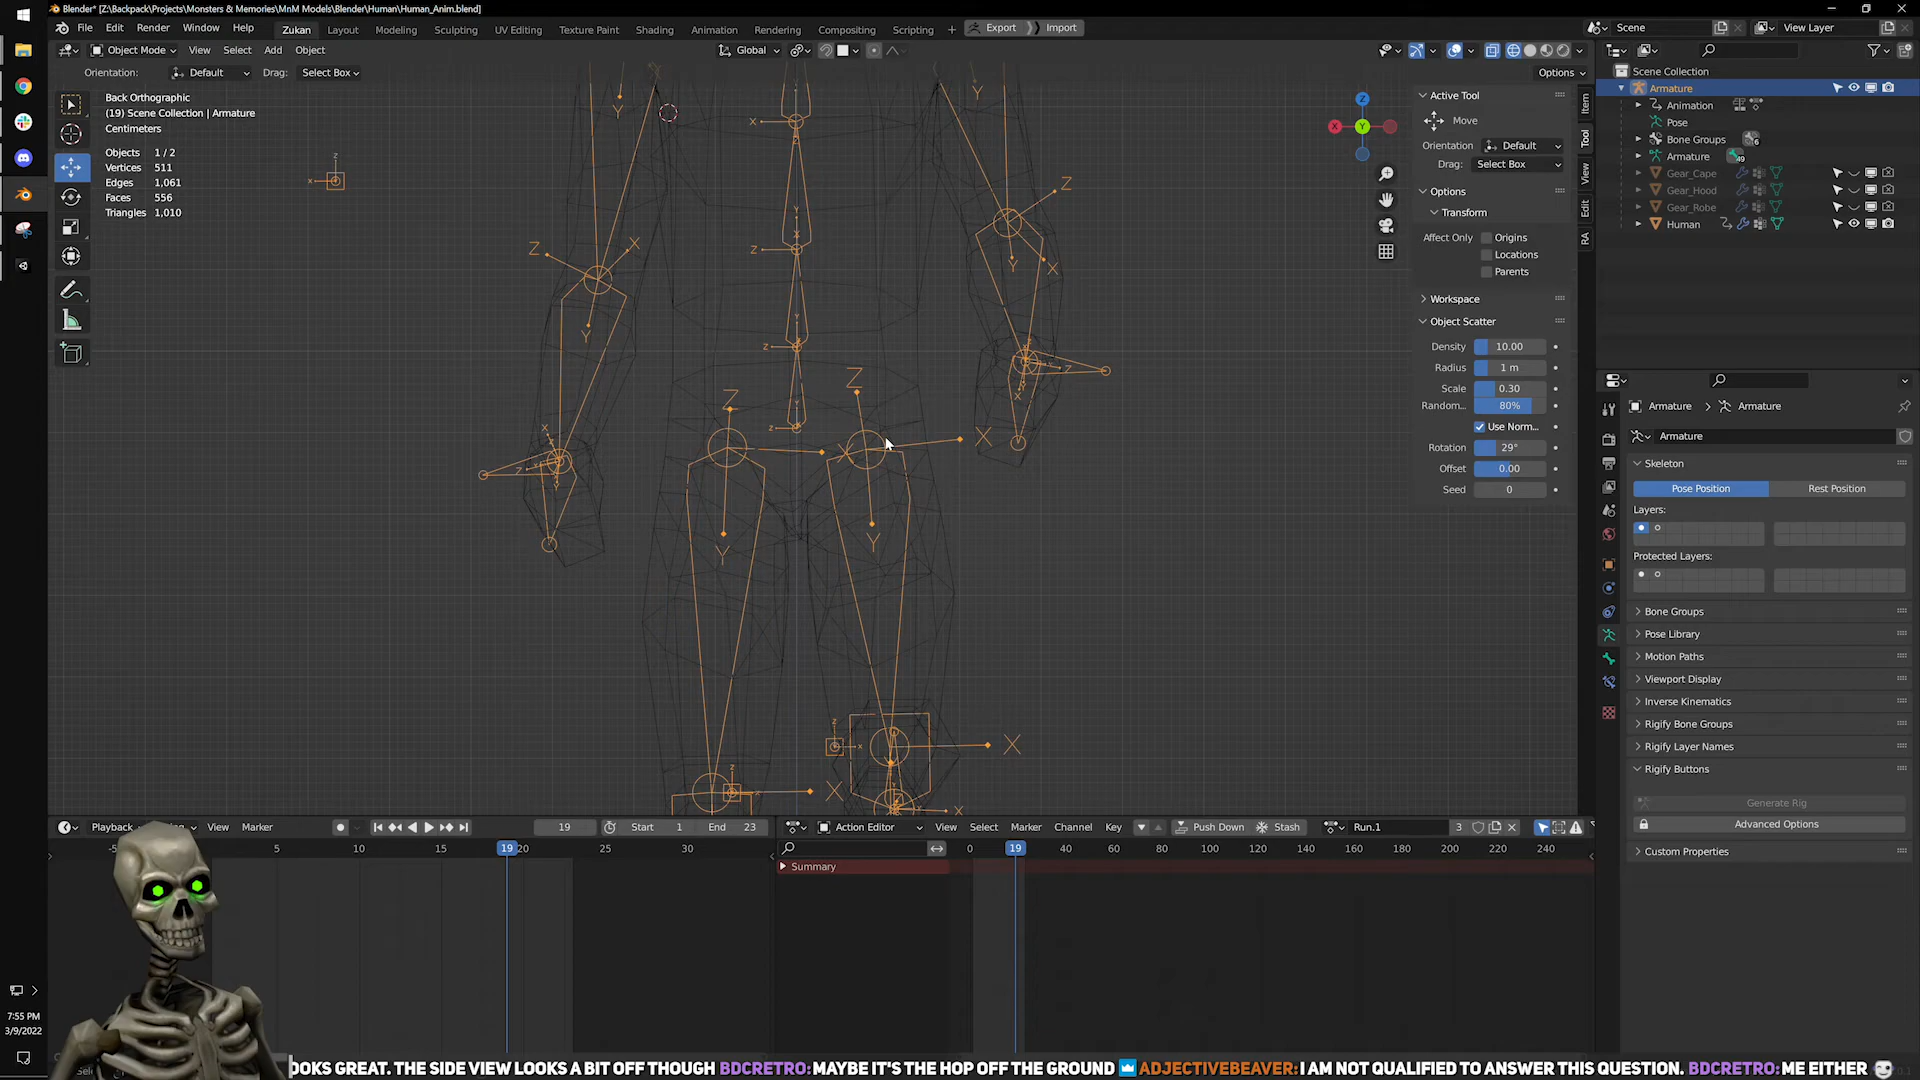 Blender* [Z:\Backpack\Projects\Monsters & Memories\MnM Models\Blender\Human\Human_Anim.blend]
File Edit Render Window Help Zukan Layout Modeling Sculpting UV Editing Texture Paint Shading Animation Rendering Compositing Scripting + Export Import Scene View Layer
Object Mode View Select Add Object Global
Orientation: Default Drag: Select Box Options
Back Orthographic
(19) Scene Collection | Armature
Centimeters
Objects 1 / 2
Vertices 511
Edges 1,061
Faces 556
Triangles 1,010
Active Tool
Move
Orientation Default
Drag: Select Box
Options
Transform
Affect Only Origins
Locations
Parents
Workspace
Object Scatter
Density 10.00
Radius 1 m
Scale 0.30
Random... 80%
Use Norm...
Rotation 29°
Offset 0.00
Seed 0
Item
Tool
View
Edit
RA
Scene Collection
Armature
Animation
Pose
Bone Groups 6
Armature 49
Gear_Cape
Gear_Hood
Gear_Robe
Human
Armature > Armature
Armature
Skeleton
Pose Position Rest Position
Layers:
Protected Layers:
Bone Groups
Pose Library
Motion Paths
Viewport Display
Inverse Kinematics
Rigify Bone Groups
Rigify Layer Names
Rigify Buttons
Generate Rig
Advanced Options
Custom Properties
Playback View Marker 19 Start 1 End 23
-5 5 10 15 19 20 25 30
Action Editor View Select Marker Channel Key Push Down Stash Run.1 3
0 19 40 60 80 100 120 140 160 180 200 220 240
Summary
7:55 PM
3/9/2022
OOKS GREAT. THE SIDE VIEW LOOKS A BIT OFF THOUGH BDCRETRO: MAYBE IT'S THE HOP OFF THE GROUND ADJECTIVEBEAVER: I AM NOT QUALIFIED TO ANSWER THIS QUESTION. BDCRETRO: ME EITHER